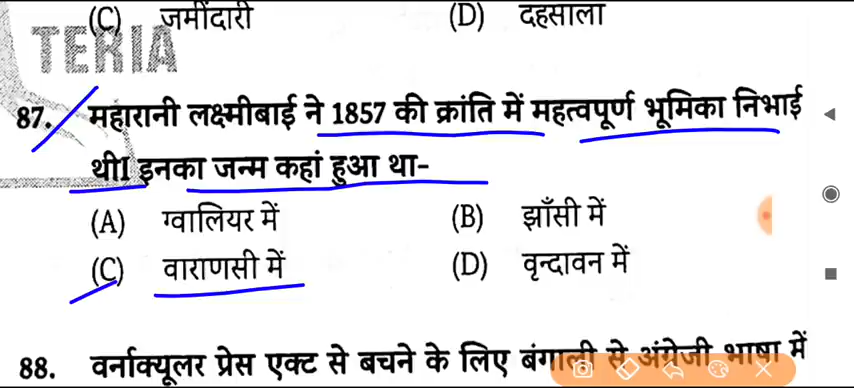 (C) जमींदारी (D) दहसाला
TERIA
87. महारानी लक्ष्मीबाई ने 1857 की क्रांति में महत्वपूर्ण भूमिका निभाई
थीI इनका जन्म कहां हुआ था-
(A) ग्वालियर में (B) झाँसी में
(C) वाराणसी में (D) वृन्दावन में
88. वर्नाक्यूलर प्रेस एक्ट से बचने के लिए बंगाली से अंग्रेजी भाषा में